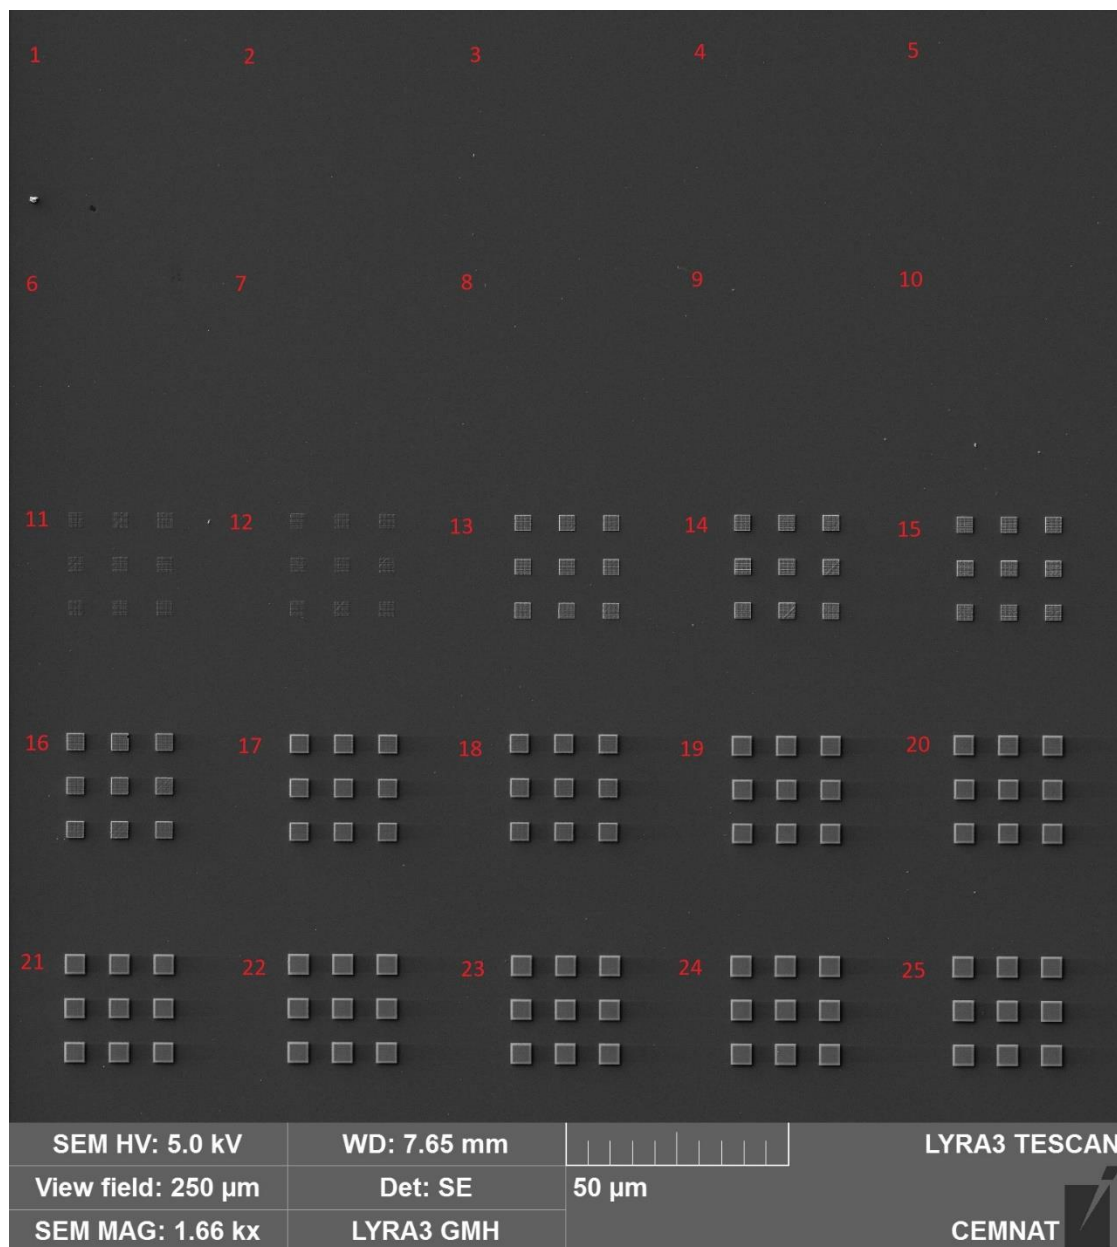 1 2 3 4 5
6 7 8 9 10
11 12 13 14 15
16 17 18 19 20
21 22 23 24 25
SEM HV: 5.0 kV WD: 7.65 mm LYRA3 TESCAN
View field: 250 µm Det: SE 50 µm
SEM MAG: 1.66 kx LYRA3 GMH CEMNAT